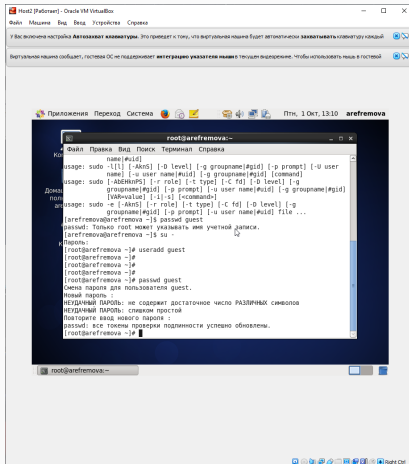 Host2 [Работает] - Oracle VM VirtualBox
Файл Машина Вид Ввод Устройства Справка
У Вас включена настройка Автозахват клавиатуры. Это приведет к тому, что виртуальная машина будет автоматически захватывать клавиатуру каждый
Виртуальная машина сообщает, гостевая ОС не поддерживает интеграцию указателя мыши в текущем видеорежиме. Чтобы использовать мышь в гостевой
Приложения Переход Система Птн, 1 Окт, 13:10 arefremova
root@arefremova:~
Файл Правка Вид Поиск Терминал Справка
name|#uid]
usage: sudo -l[l] [-AknS] [-D level] [-g groupname|#gid] [-p prompt] [-U user
name] [-u user name|#uid] [-g groupname|#gid] [command]
usage: sudo [-AbEHknPS] [-r role] [-t type] [-C fd] [-D level] [-g
groupname|#gid] [-p prompt] [-u user name|#uid] [-g groupname|#gid]
[VAR=value] [-i|-s] [<command>]
usage: sudo -e [-AknS] [-r role] [-t type] [-C fd] [-D level] [-g
groupname|#gid] [-p prompt] [-u user name|#uid] file ...
[arefremova@arefremova ~]$ passwd guest
passwd: Только root может указывать имя учетной записи.
[arefremova@arefremova ~]$ su -
Пароль:
[root@arefremova ~]# useradd guest
[root@arefremova ~]#
[root@arefremova ~]#
[root@arefremova ~]#
[root@arefremova ~]# passwd guest
Смена пароля для пользователя guest.
Новый пароль :
НЕУДАЧНЫЙ ПАРОЛЬ: не содержит достаточное число РАЗЛИЧНЫХ символов
НЕУДАЧНЫЙ ПАРОЛЬ: слишком простой
Повторите ввод нового пароля :
passwd: все токены проверки подлинности успешно обновлены.
[root@arefremova ~]#
root@arefremova:~
Right Ctrl